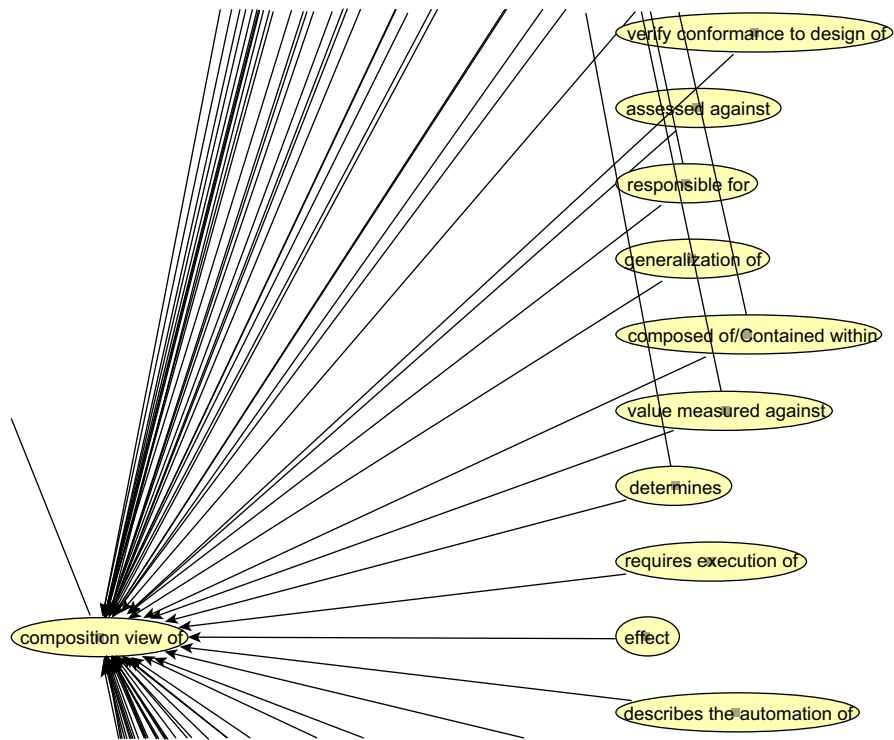 verify conformance to design of
assessed against
responsible for
generalization of
composed of/Contained within
value measured against
determines
requires execution of
composition view of
effect
describes the automation of